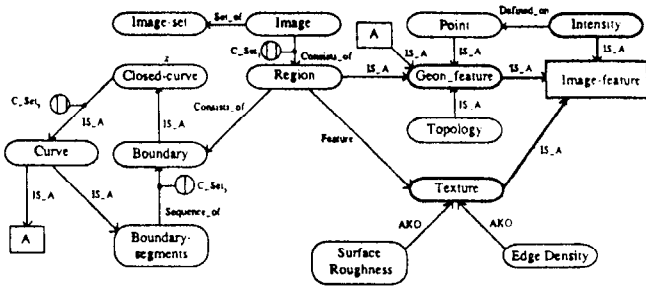 Image-set
Set_of
Image
Point
Defined_on
Intensity
A
C_Set,
Consists_of
IS_A
IS_A
IS_A
Closed-curve
Region
IS_A
Geon_feature
IS_A
Image-feature
C_Set,
IS_A
IS_A
Consists_of
IS_A
Topology
Curve
Boundary
Feature
IS_A
IS_A
IS_A
C_Set,
Texture
Sequence_of
A
Boundary-
segments
AKO
AKO
Surface
Roughness
Edge Density